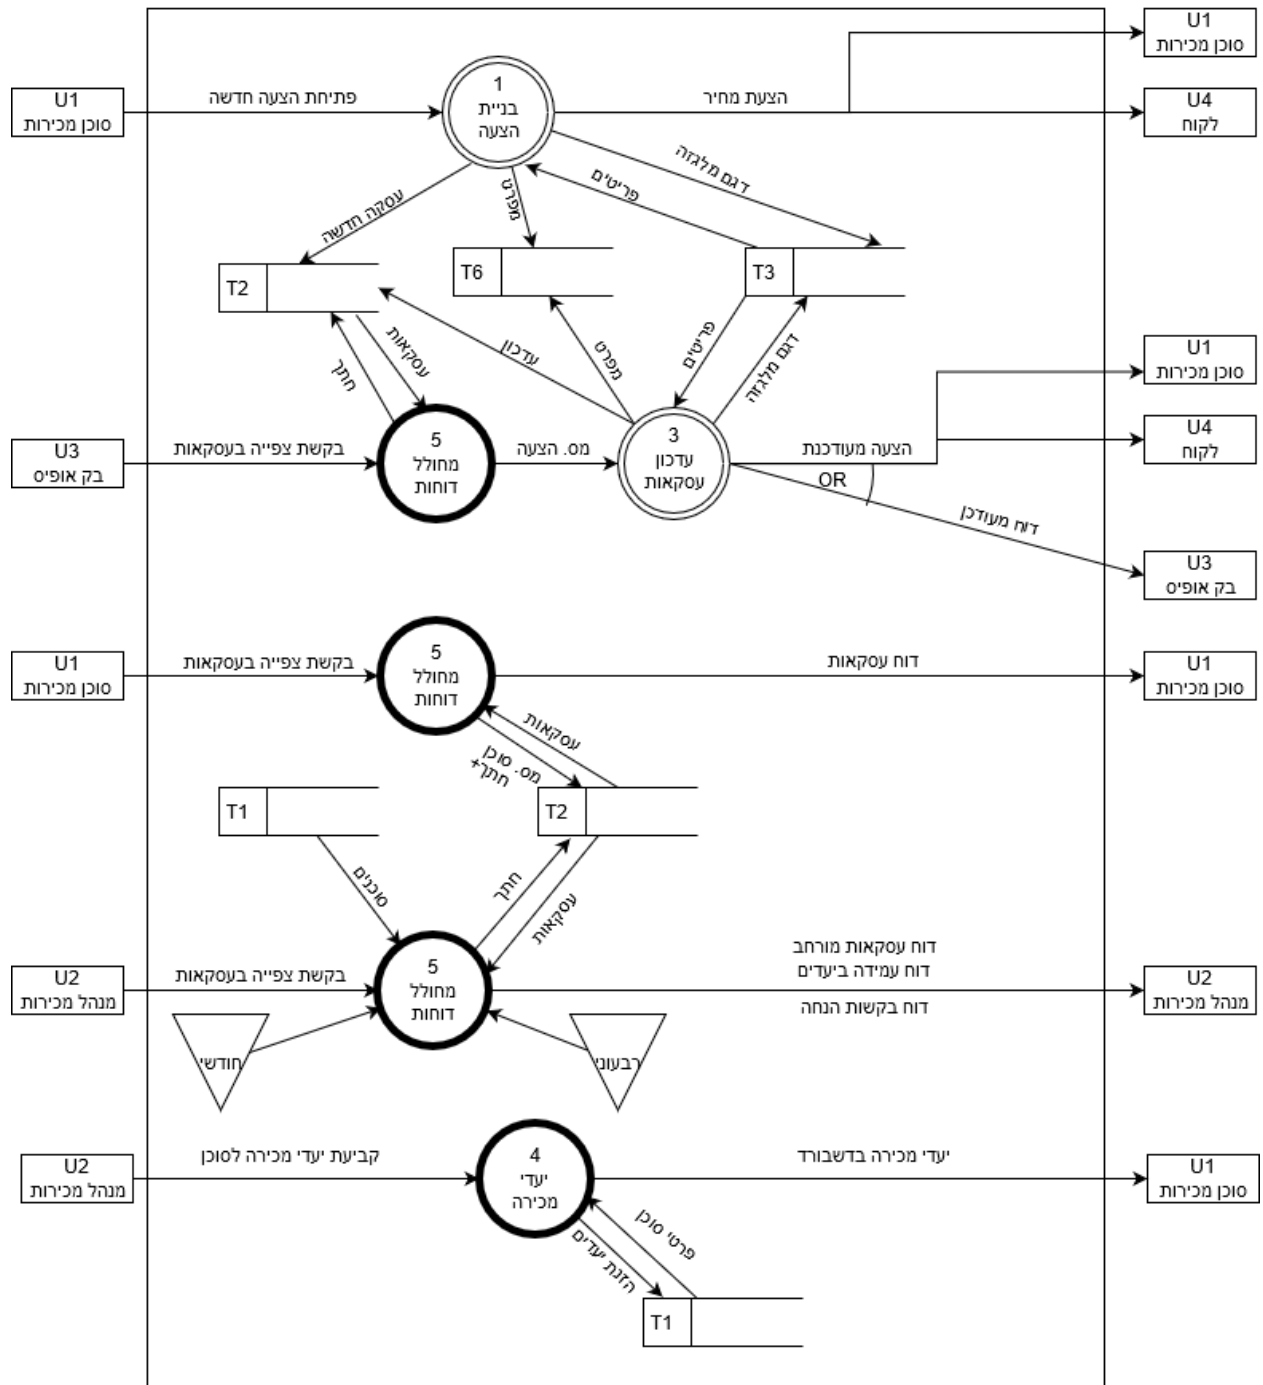 U1
סוכן מכירות
U1
סוכן מכירות
פתיחת הצעה חדשה
1
בניית
הצעה
הצעת מחיר
U4
לקוח
דגם מלגזה
פריטים
מפרט
עסקה חדשה
T2
T6
T3
עסקאות
חתך
עדכון
מפרט
פריטים
דגם מלגזה
U1
סוכן מכירות
U3
בק אופיס
בקשת צפייה בעסקאות
5
מחולל
דוחות
מס. הצעה
3
עדכון
עסקאות
הצעה מעודכנת
OR
U4
לקוח
דוח מעודכן
U3
בק אופיס
U1
סוכן מכירות
בקשת צפייה בעסקאות
5
מחולל
דוחות
דוח עסקאות
U1
סוכן מכירות
עסקאות
מס. סוכן
+חתך
T1
T2
סוכנים
חתך
עסקאות
U2
מנהל מכירות
בקשת צפייה בעסקאות
5
מחולל
דוחות
דוח עסקאות מורחב
דוח עמידה ביעדים
דוח בקשות הנחה
U2
מנהל מכירות
חודשי
רבעוני
U2
מנהל מכירות
קביעת יעדי מכירה לסוכן
4
יעדי
מכירה
יעדי מכירה בדשבורד
U1
סוכן מכירות
פרטי סוכן
הזנת יעדים
T1